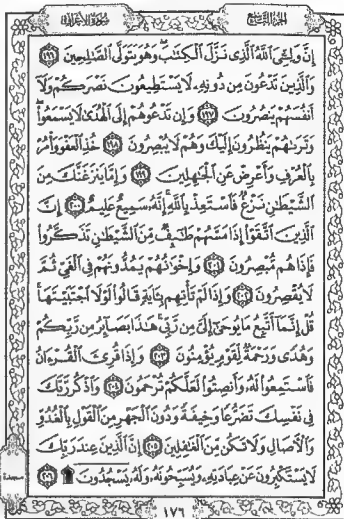 الجزء التاسع
سورة الأعراف
إِنَّ وَلِـِّۧيَ ٱللَّهُ ٱلَّذِى نَزَّلَ ٱلْكِتَٰبَ وَهُوَ يَتَوَلَّى ٱلصَّٰلِحِينَ ١٩٦
وَٱلَّذِينَ تَدْعُونَ مِن دُونِهِۦ لَا يَسْتَطِيعُونَ نَصْرَكُمْ وَلَآ
أَنفُسَهُمْ يَنصُرُونَ ١٩٧ وَإِن تَدْعُوهُمْ إِلَى ٱلْهُدَىٰ لَا يَسْمَعُوا۟
وَتَرَىٰهُمْ يَنظُرُونَ إِلَيْكَ وَهُمْ لَا يُبْصِرُونَ ١٩٨ خُذِ ٱلْعَفْوَ وَأْمُرْ
بِٱلْعُرْفِ وَأَعْرِضْ عَنِ ٱلْجَٰهِلِينَ ١٩٩ وَإِمَّا يَنزَغَنَّكَ مِنَ
ٱلشَّيْطَٰنِ نَزْغٌ فَٱسْتَعِذْ بِٱللَّهِ إِنَّهُۥ سَمِيعٌ عَلِيمٌ ٢٠٠ إِنَّ
ٱلَّذِينَ ٱتَّقَوْا۟ إِذَا مَسَّهُمْ طَٰٓئِفٌ مِّنَ ٱلشَّيْطَٰنِ تَذَكَّرُوا۟
فَإِذَا هُم مُّبْصِرُونَ ٢٠١ وَإِخْوَٰنُهُمْ يَمُدُّونَهُمْ فِى ٱلْغَىِّ ثُمَّ
لَا يُقْصِرُونَ ٢٠٢ وَإِذَا لَمْ تَأْتِهِم بِـَٔايَةٍ قَالُوا۟ لَوْلَا ٱجْتَبَيْتَهَا
قُلْ إِنَّمَآ أَتَّبِعُ مَا يُوحَىٰٓ إِلَىَّ مِن رَّبِّى هَٰذَا بَصَآئِرُ مِن رَّبِّكُمْ
وَهُدًى وَرَحْمَةٌ لِّقَوْمٍ يُؤْمِنُونَ ٢٠٣ وَإِذَا قُرِئَ ٱلْقُرْءَانُ
فَٱسْتَمِعُوا۟ لَهُۥ وَأَنصِتُوا۟ لَعَلَّكُمْ تُرْحَمُونَ ٢٠٤ وَٱذْكُر رَّبَّكَ
فِى نَفْسِكَ تَضَرُّعًا وَخِيفَةً وَدُونَ ٱلْجَهْرِ مِنَ ٱلْقَوْلِ بِٱلْغُدُوِّ
وَٱلْءَاصَالِ وَلَا تَكُن مِّنَ ٱلْغَٰفِلِينَ ٢٠٥ إِنَّ ٱلَّذِينَ عِندَ رَبِّكَ
لَا يَسْتَكْبِرُونَ عَنْ عِبَادَتِهِۦ وَيُسَبِّحُونَهُۥ وَلَهُۥ يَسْجُدُونَ ۩ ٢٠٦
سجدة
١٧٦